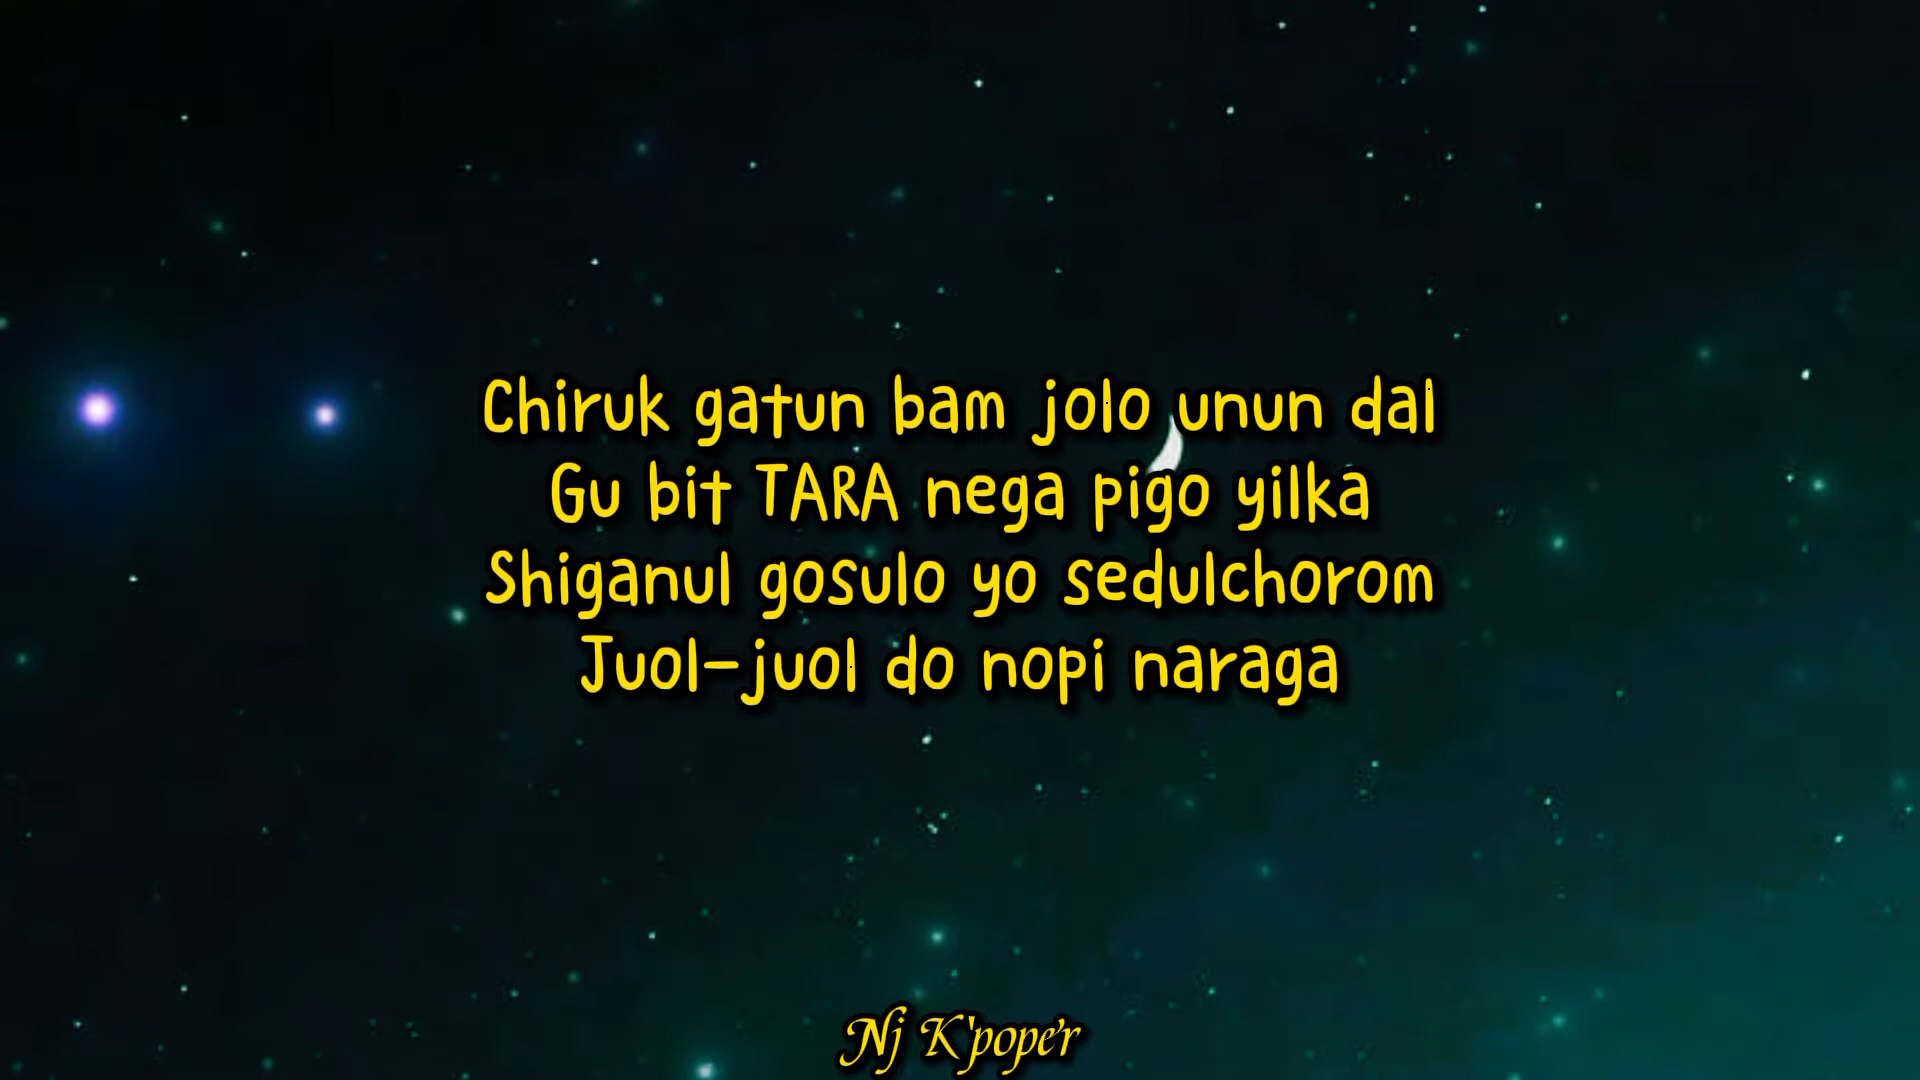 Chiruk gatun bam jolo unun dal
Gu bit TARA nega pigo yilka
Shiganul gosulo yo sedulchorom
Juol-juol do nopi naraga
Nj K'pope'r